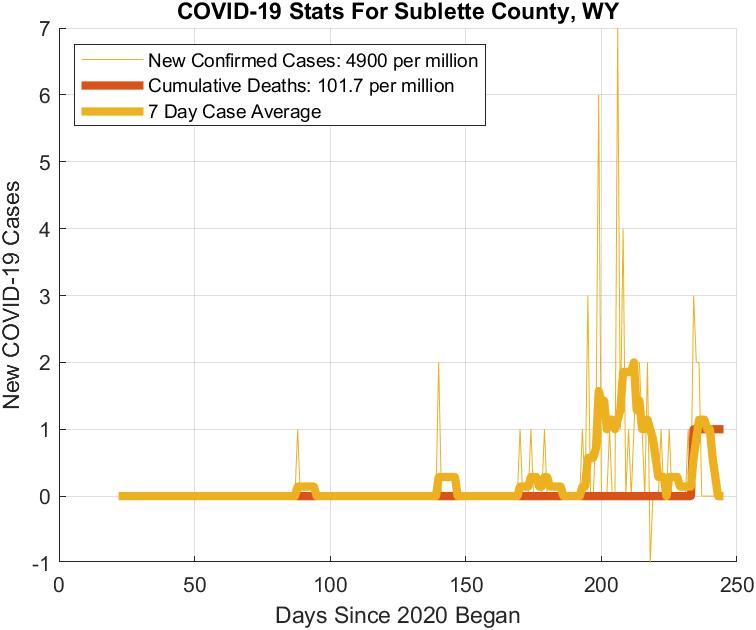 COVID-19 Stats For Sublette County, WY
New Confirmed Cases: 4900 per million
Cumulative Deaths: 101.7 per million
7 Day Case Average
7
6
5
4
3
2
1
0
-1
New COVID-19 Cases
0 50 100 150 200 250
Days Since 2020 Began